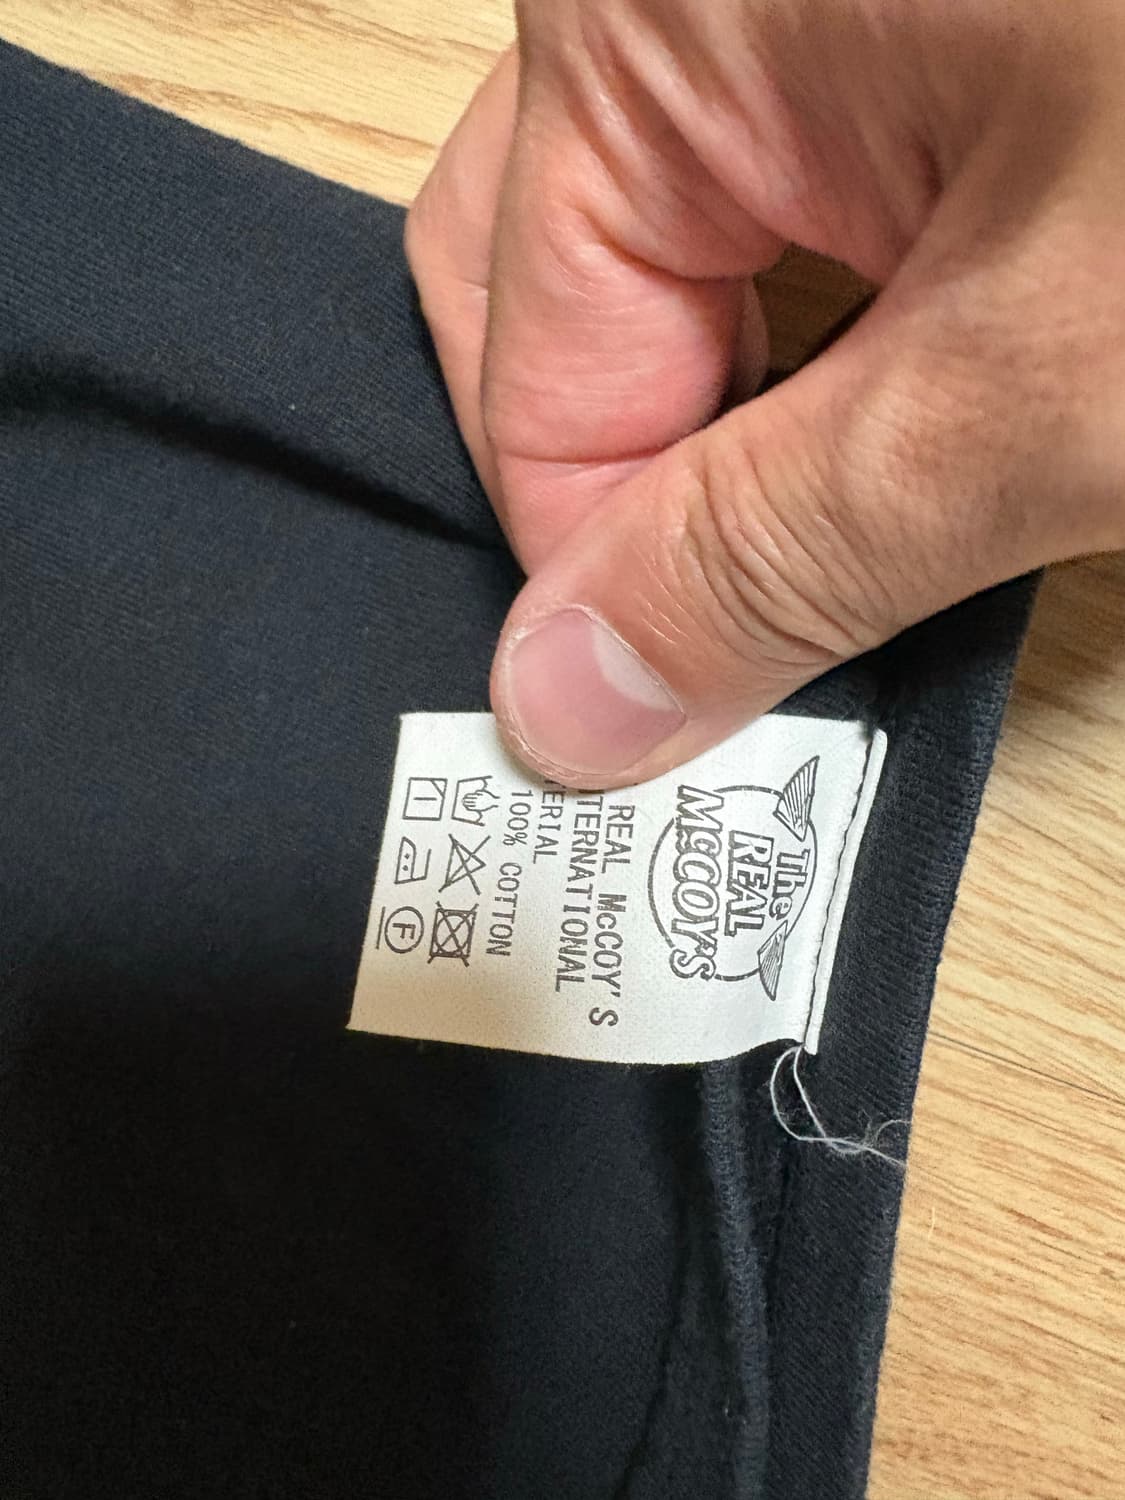 The
REAL
McCOY'S
REAL McCOY'S
TERNATIONAL
ERIAL
100% COTTON
F